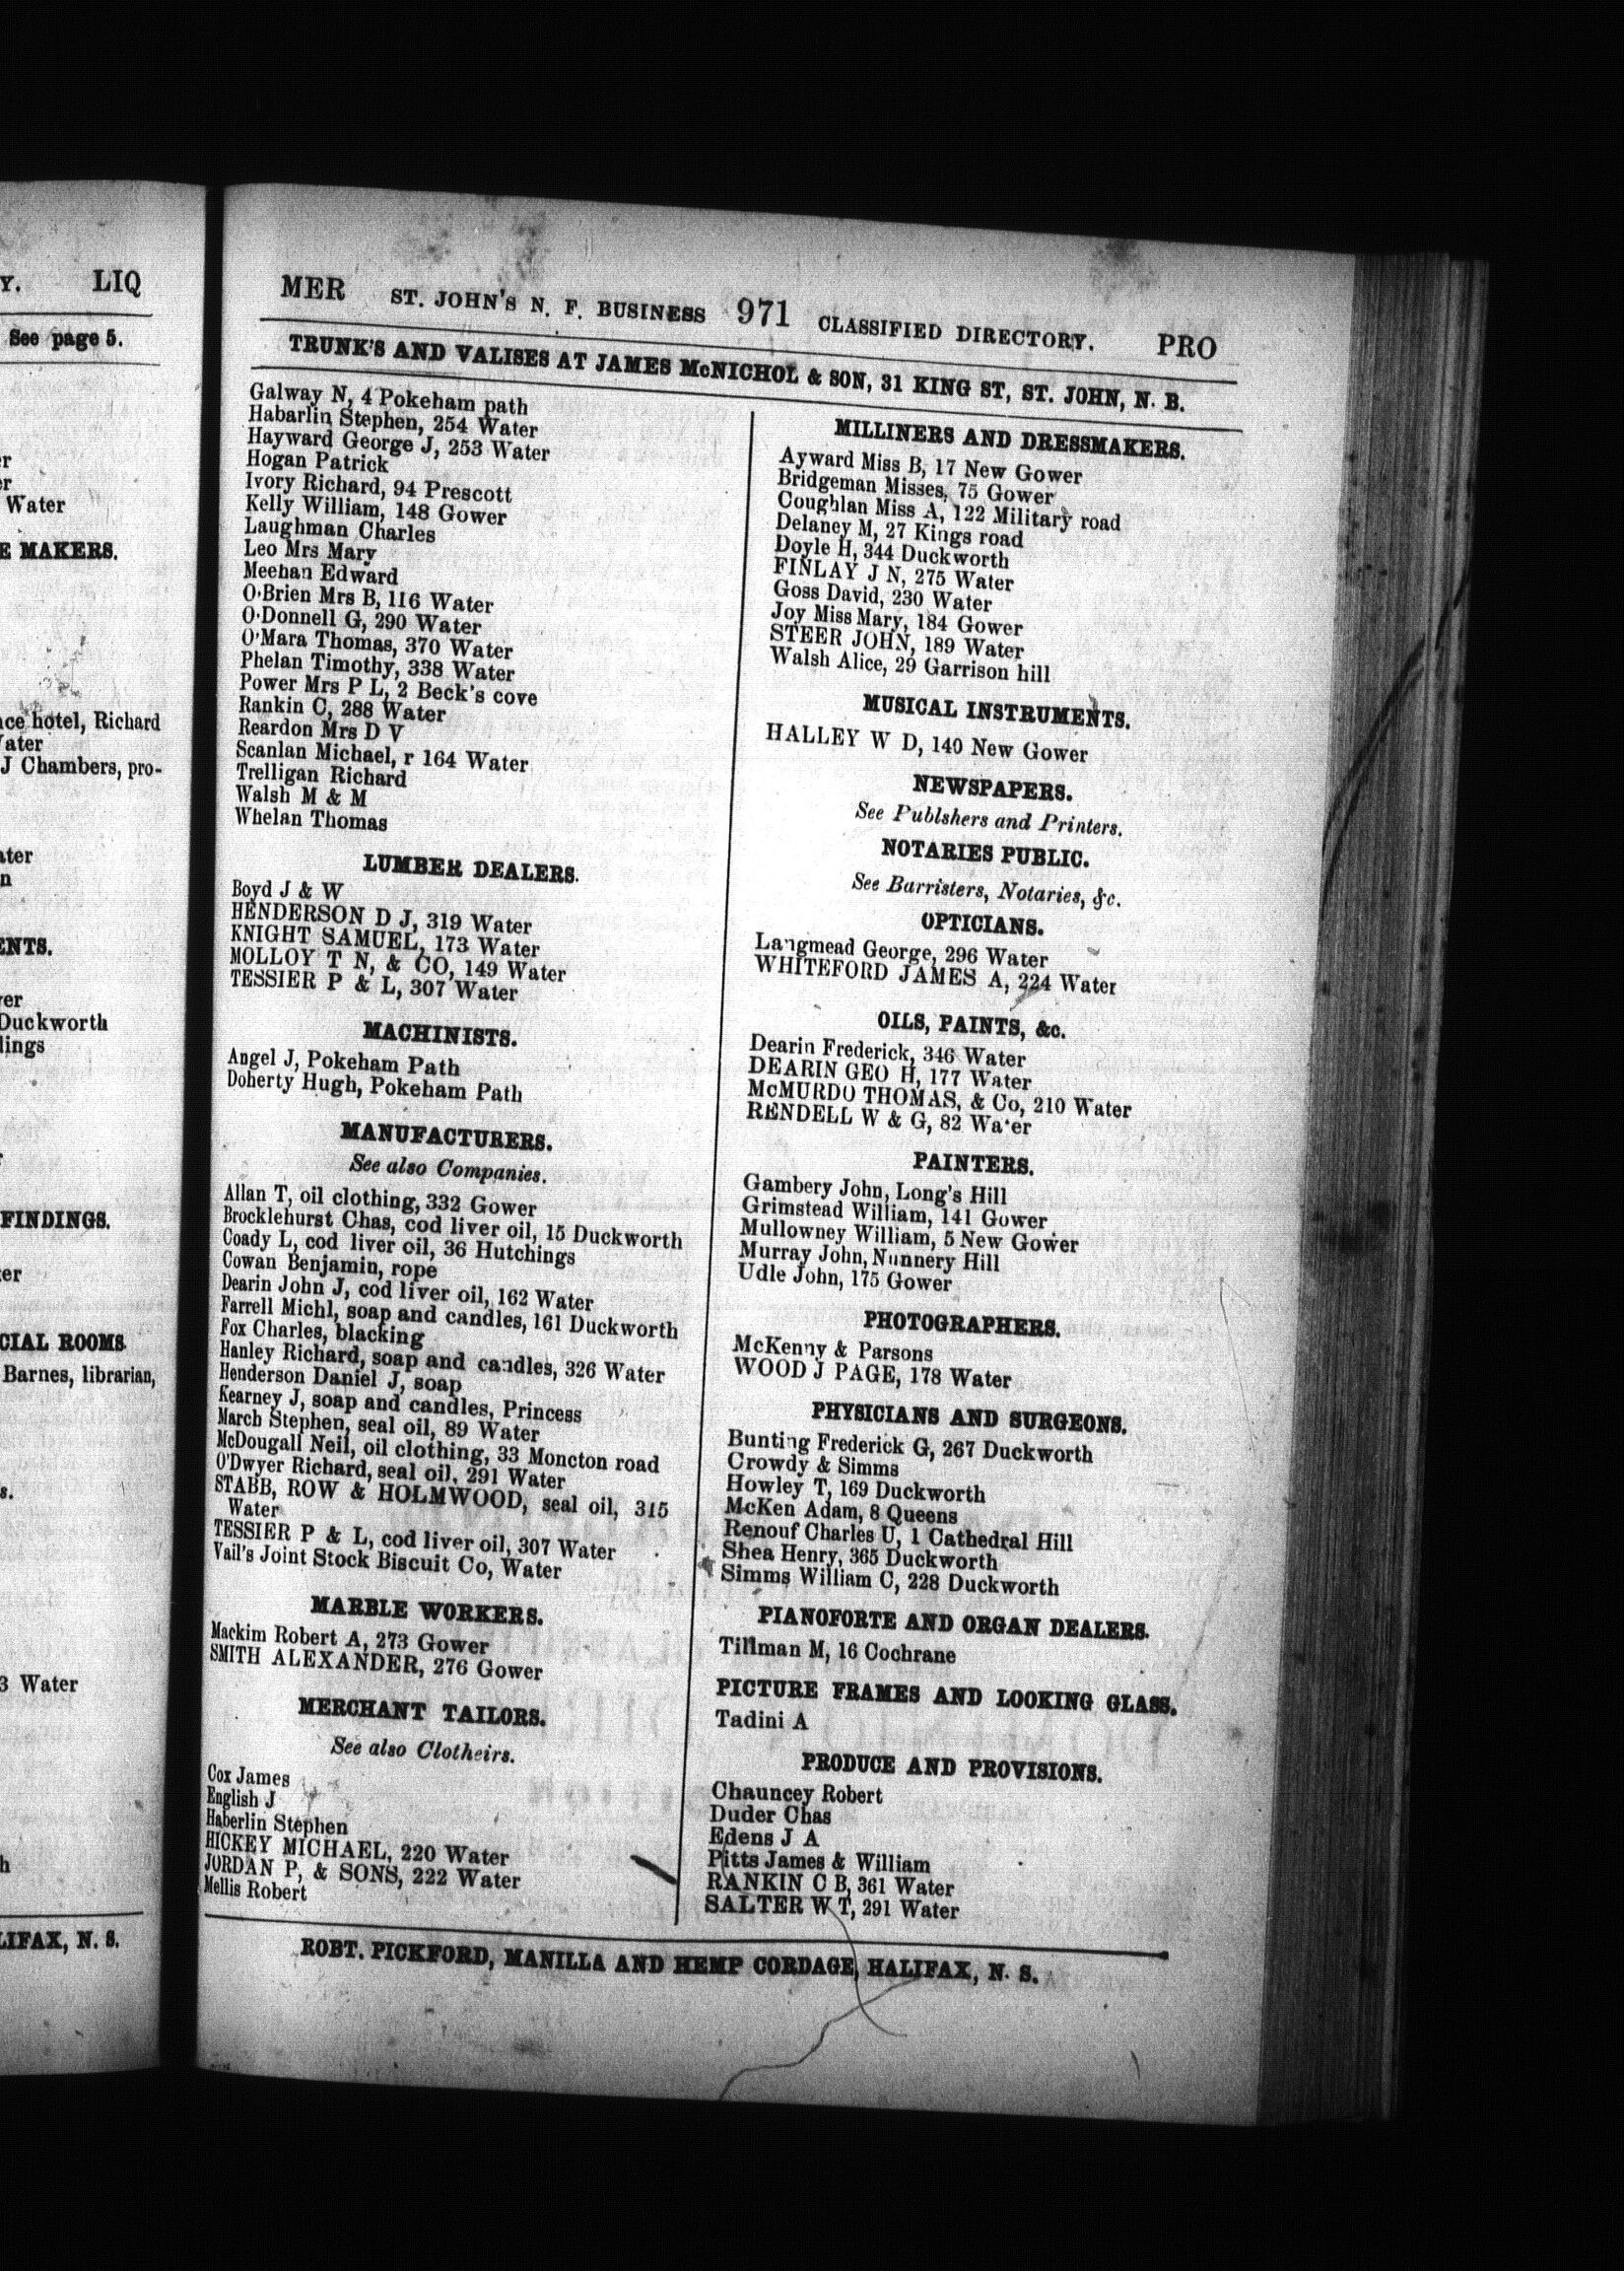 Y. LIQ
See page 5.
Water
E MAKERS.
ace hotel, Richard
J Chambers, pro-
ENTS.
Duckworth
FINDINGS.
CIAL ROOMS.
Barnes, librarian,
3 Water
LIFAX, N. S.
MER ST. JOHN'S N. F. BUSINESS 971 CLASSIFIED DIRECTORY. PRO
TRUNK'S AND VALISES AT JAMES McNICHOL & SON, 31 KING ST, ST. JOHN, N. B.
Galway N, 4 Pokeham path
Habarlin Stephen, 254 Water
Hayward George J, 253 Water
Hogan Patrick
Ivory Richard, 94 Prescott
Kelly William, 148 Gower
Laughman Charles
Leo Mrs Mary
Meehan Edward
O'Brien Mrs B, 116 Water
O'Donnell G, 290 Water
O'Mara Thomas, 370 Water
Phelan Timothy, 338 Water
Power Mrs P L, 2 Beck's cove
Rankin C, 288 Water
Reardon Mrs D V
Scanlan Michael, r 164 Water
Trelligan Richard
Walsh M & M
Whelan Thomas
LUMBER DEALERS.
Boyd J & W
HENDERSON D J, 319 Water
KNIGHT SAMUEL, 173 Water
MOLLOY T N, & CO, 149 Water
TESSIER P & L, 307 Water
MACHINISTS.
Angel J, Pokeham Path
Doherty Hugh, Pokeham Path
MANUFACTURERS.
See also Companies.
Allan T, oil clothing, 332 Gower
Brocklehurst Chas, cod liver oil, 15 Duckworth
Coady L, cod liver oil, 36 Hutchings
Cowan Benjamin, rope
Dearin John J, cod liver oil, 162 Water
Farrell Michl, soap and candles, 161 Duckworth
Fox Charles, blacking
Hanley Richard, soap and candles, 326 Water
Henderson Daniel J, soap
Kearney J, soap and candles, Princess
March Stephen, seal oil, 89 Water
McDougall Neil, oil clothing, 33 Moncton road
O'Dwyer Richard, seal oil, 291 Water
STABB, ROW & HOLMWOOD, seal oil, 315
Water
TESSIER P & L, cod liver oil, 307 Water
Vail's Joint Stock Biscuit Co, Water
MARBLE WORKERS.
Mackim Robert A, 273 Gower
SMITH ALEXANDER, 276 Gower
MERCHANT TAILORS.
See also Clotheirs.
Cox James
English J
Haberlin Stephen
HICKEY MICHAEL, 220 Water
JORDAN P, & SONS, 222 Water
Mellis Robert
MILLINERS AND DRESSMAKERS.
Ayward Miss B, 17 New Gower
Bridgeman Misses, 75 Gower
Coughlan Miss A, 122 Military road
Delaney M, 27 Kings road
Doyle H, 344 Duckworth
FINLAY J N, 275 Water
Goss David, 230 Water
Joy Miss Mary, 184 Gower
STEER JOHN, 189 Water
Walsh Alice, 29 Garrison hill
MUSICAL INSTRUMENTS.
HALLEY W D, 140 New Gower
NEWSPAPERS.
See Publshers and Printers.
NOTARIES PUBLIC.
See Barristers, Notaries, &c.
OPTICIANS.
Langmead George, 296 Water
WHITEFORD JAMES A, 224 Water
OILS, PAINTS, &c.
Dearin Frederick, 346 Water
DEARIN GEO H, 177 Water
McMURDO THOMAS, & Co, 210 Water
RENDELL W & G, 82 Water
PAINTERS.
Gambery John, Long's Hill
Grimstead William, 141 Gower
Mullowney William, 5 New Gower
Murray John, Nunnery Hill
Udle John, 175 Gower
PHOTOGRAPHERS.
McKenny & Parsons
WOOD J PAGE, 178 Water
PHYSICIANS AND SURGEONS.
Bunting Frederick G, 267 Duckworth
Crowdy & Simms
Howley T, 169 Duckworth
McKen Adam, 8 Queens
Renouf Charles U, 1 Cathedral Hill
Shea Henry, 365 Duckworth
Simms William C, 228 Duckworth
PIANOFORTE AND ORGAN DEALERS.
Tillman M, 16 Cochrane
PICTURE FRAMES AND LOOKING GLASS.
Tadini A
PRODUCE AND PROVISIONS.
Chauncey Robert
Duder Chas
Edens J A
Pitts James & William
RANKIN C B, 361 Water
SALTER W T, 291 Water
ROBT. PICKFORD, MANILLA AND HEMP CORDAGE, HALIFAX, N. S.